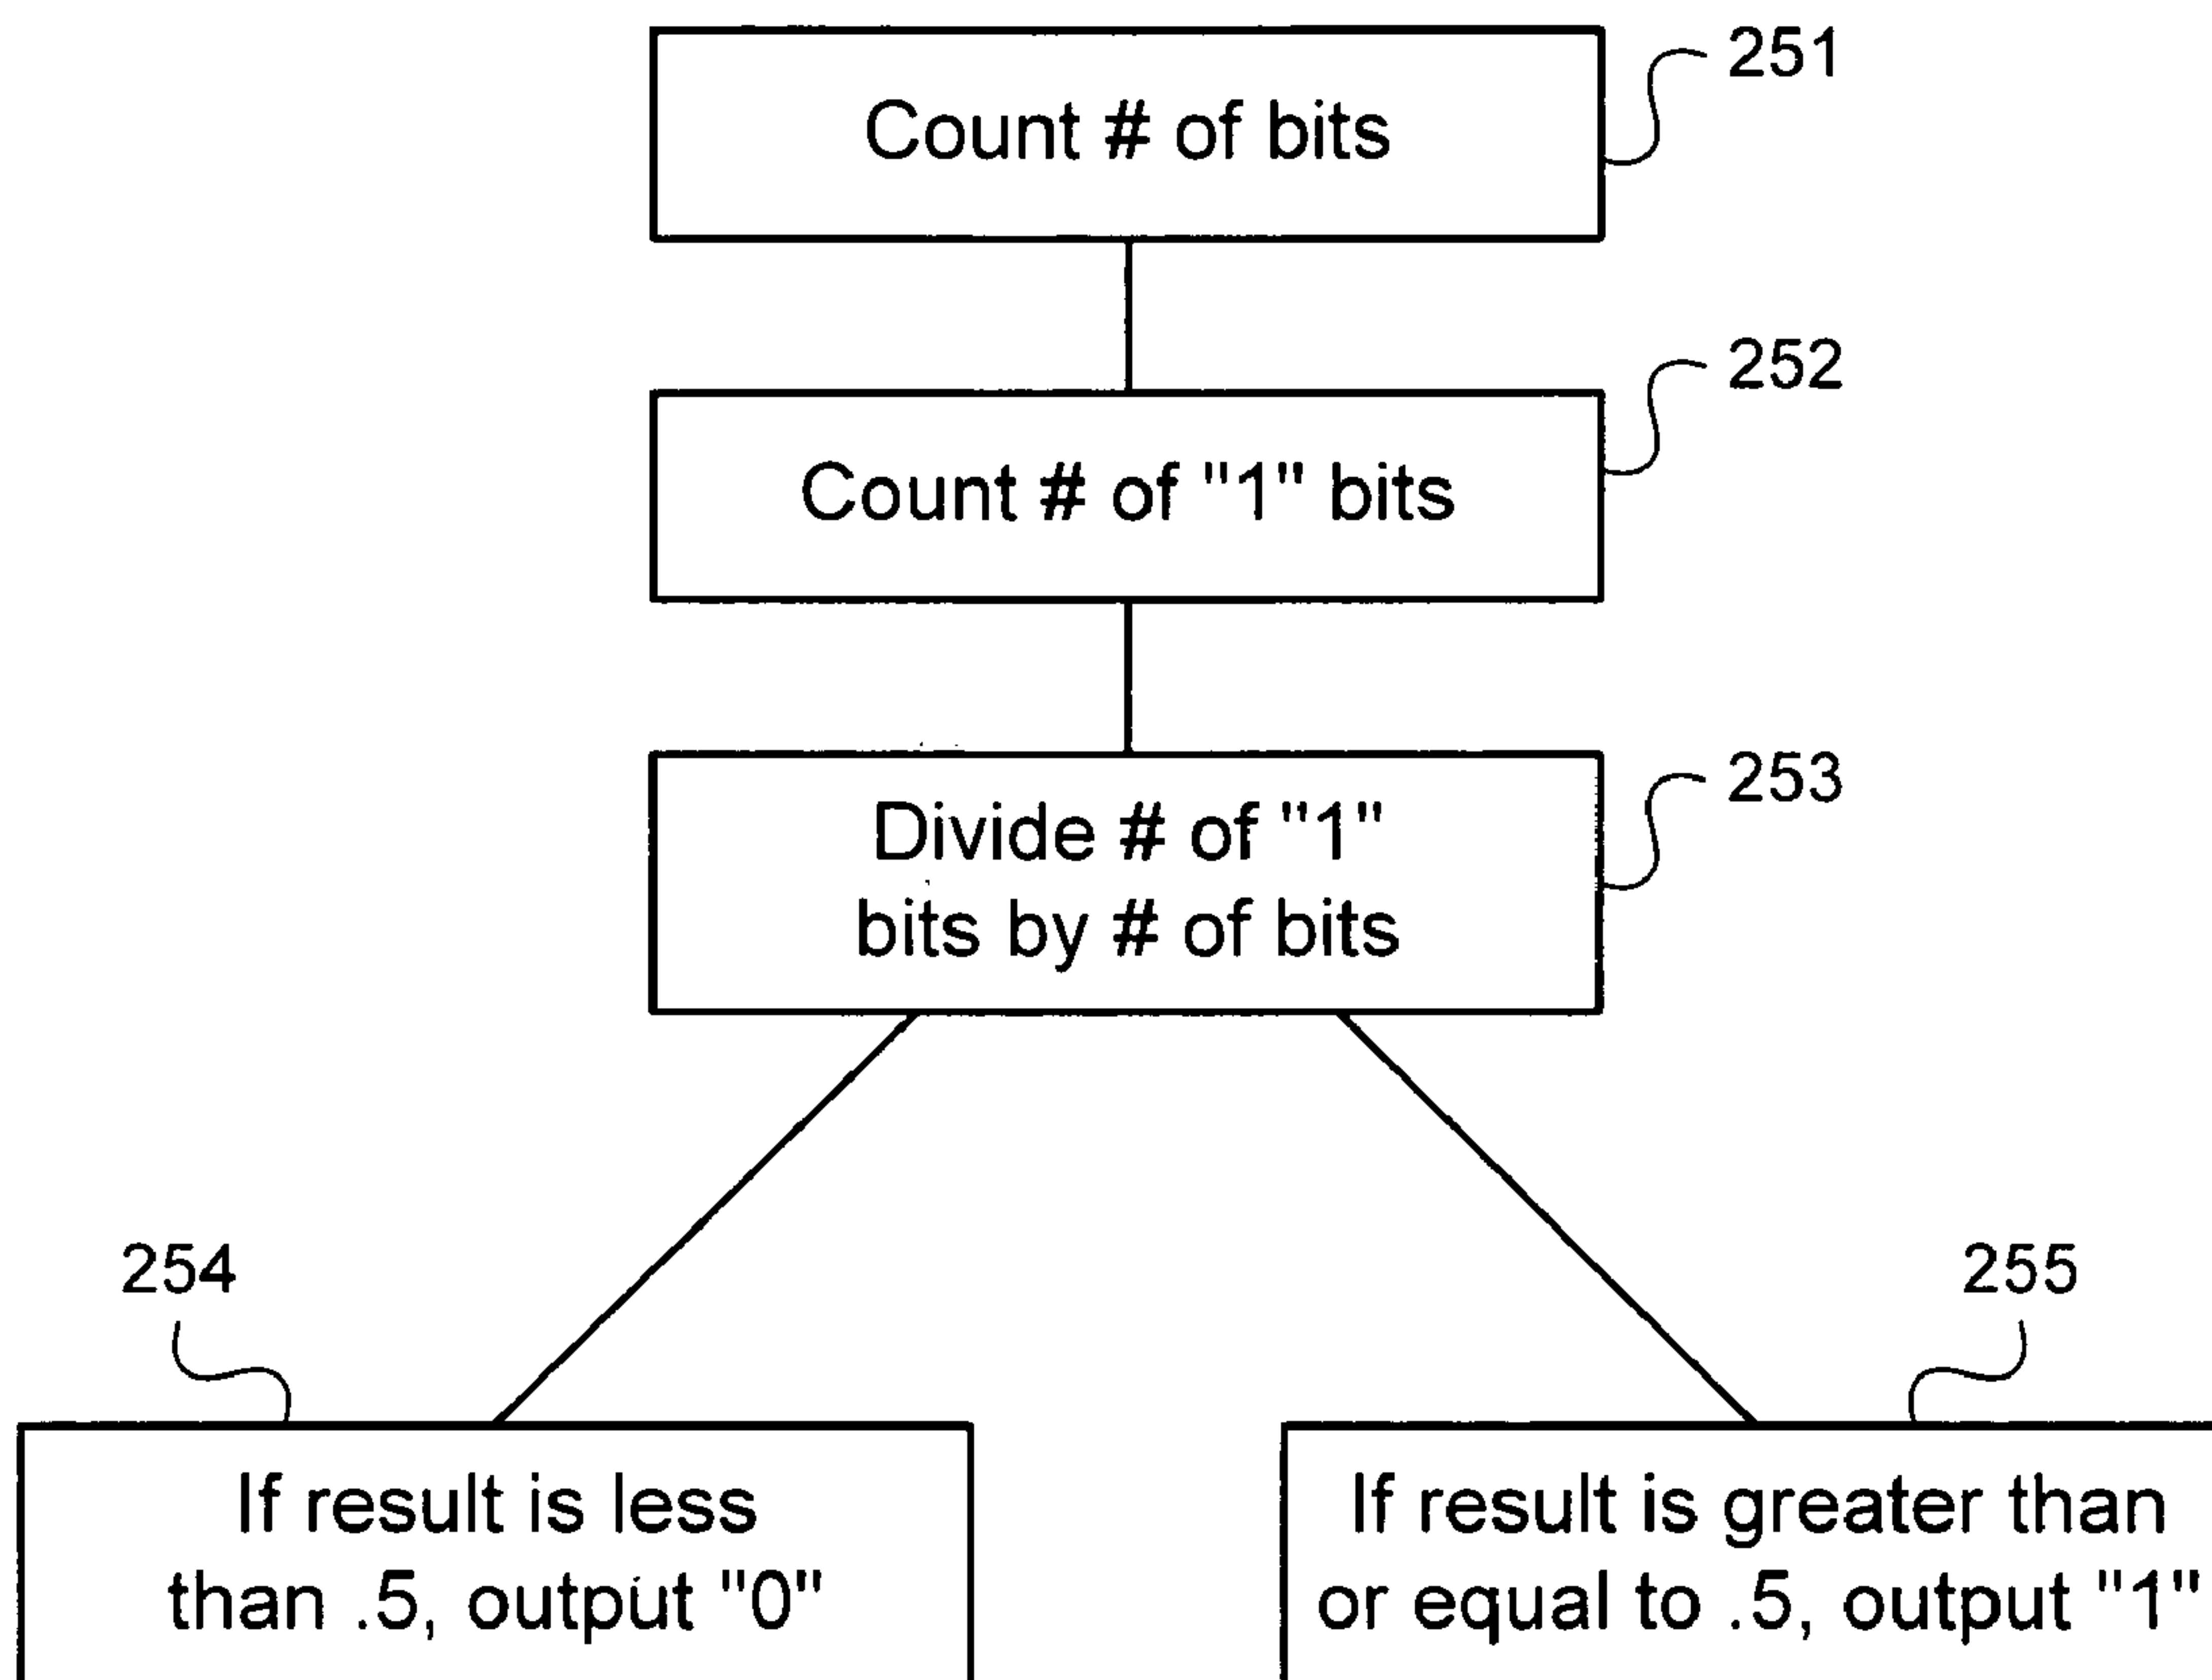 Count # of bits
251
Count # of "1" bits
252
Divide # of "1"
bits by # of bits
253
254
If result is less
than .5, output "0"
255
If result is greater than
or equal to .5, output "1"